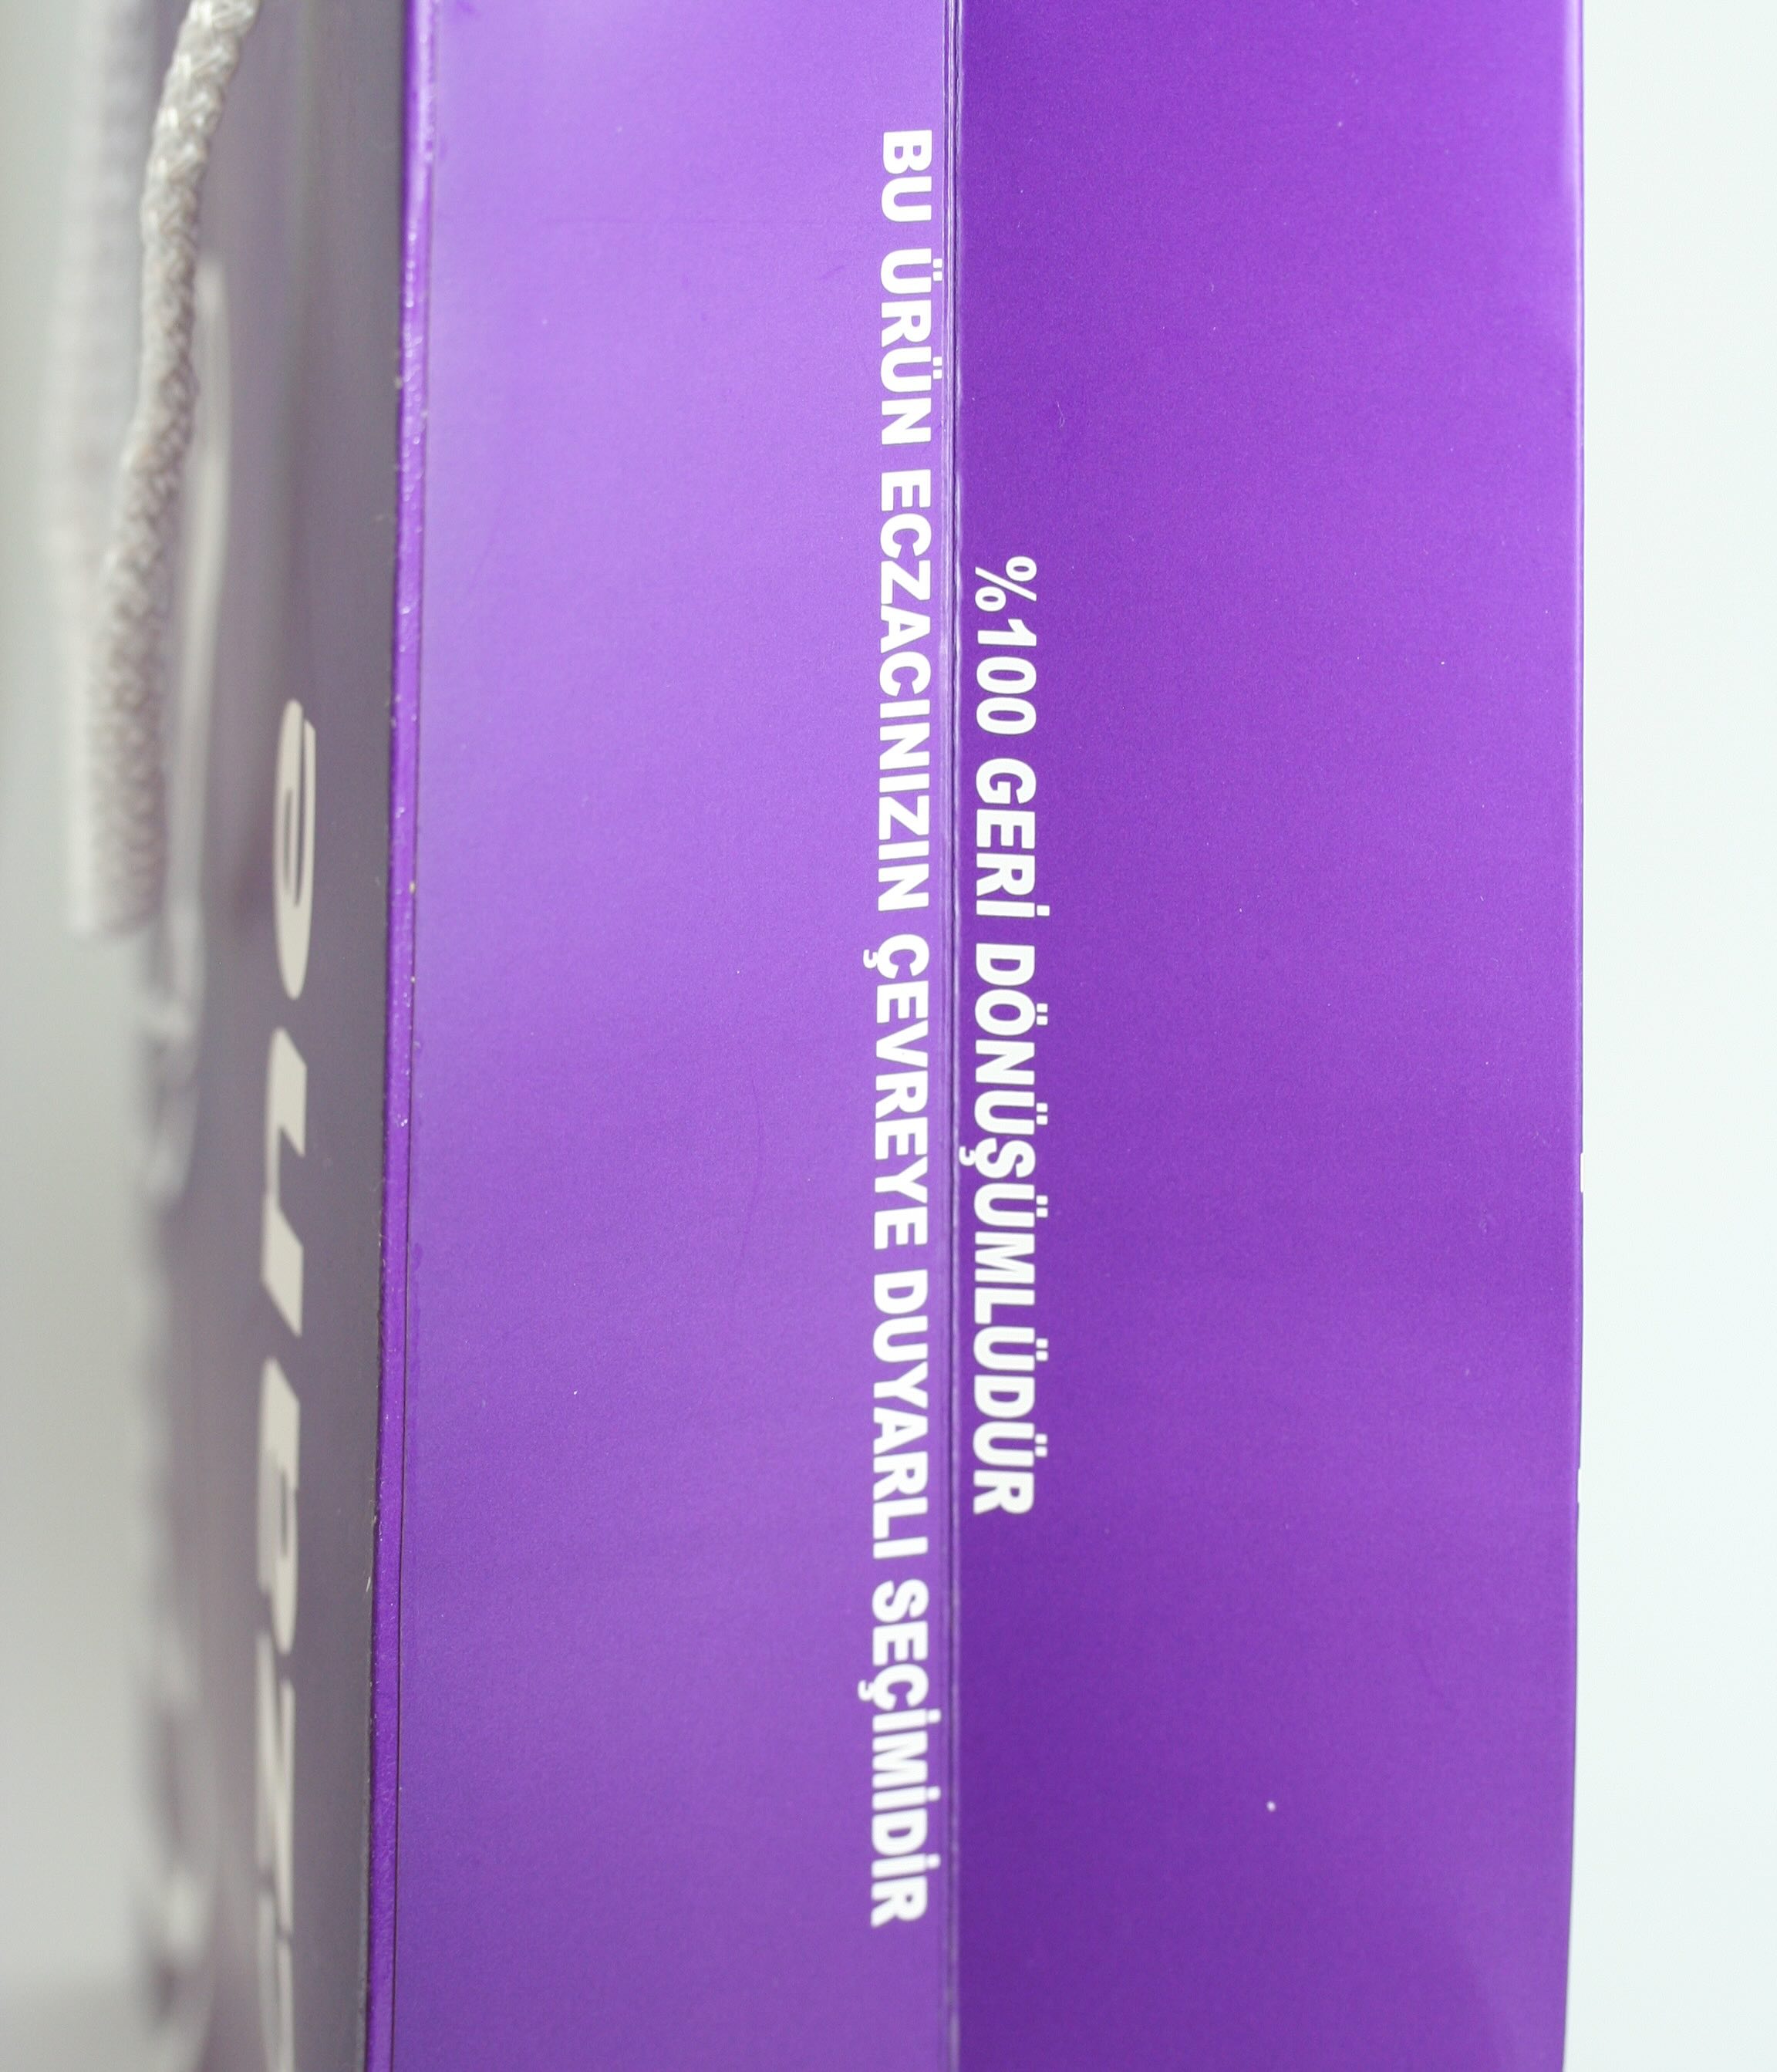 %100 GERİ DÖNÜŞÜMLÜDÜR
BU ÜRÜN ECZACINIZIN ÇEVREYE DUYARLI SEÇİMİDİR